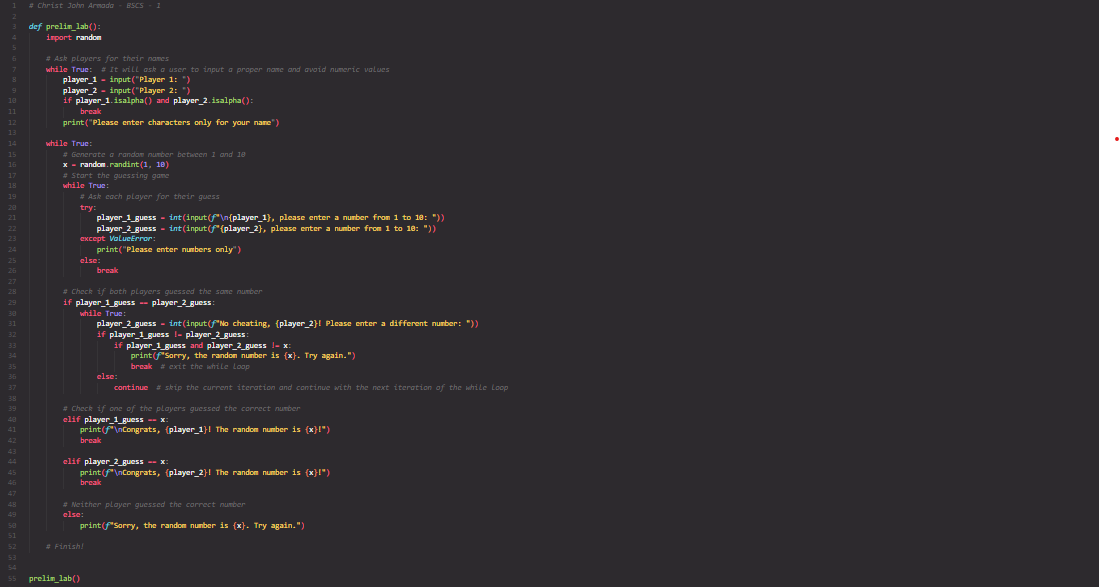 1 # Christ John Armada - BSCS - 1
2
3 def prelim_lab():
4     import random
5
6     # Ask players for their names
7     while True:  # It will ask a user to input a proper name and avoid numeric values
8         player_1 = input("Player 1: ")
9         player_2 = input("Player 2: ")
10         if player_1.isalpha() and player_2.isalpha():
11             break
12         print("Please enter characters only for your name")
13
14     while True:
15         # Generate a random number between 1 and 10
16         x = random.randint(1, 10)
17         # Start the guessing game
18         while True:
19             # Ask each player for their guess
20             try:
21                 player_1_guess = int(input(f"\n{player_1}, please enter a number from 1 to 10: "))
22                 player_2_guess = int(input(f"{player_2}, please enter a number from 1 to 10: "))
23             except ValueError:
24                 print("Please enter numbers only")
25             else:
26                 break
27
28         # Check if both players guessed the same number
29         if player_1_guess == player_2_guess:
30             while True:
31                 player_2_guess = int(input(f"No cheating, {player_2}! Please enter a different number: "))
32                 if player_1_guess != player_2_guess:
33                     if player_1_guess and player_2_guess != x:
34                         print(f"Sorry, the random number is {x}. Try again.")
35                         break  # exit the while loop
36                 else:
37                     continue  # skip the current iteration and continue with the next iteration of the while loop
38
39         # Check if one of the players guessed the correct number
40         elif player_1_guess == x:
41             print(f"\nCongrats, {player_1}! The random number is {x}!")
42             break
43
44         elif player_2_guess == x:
45             print(f"\nCongrats, {player_2}! The random number is {x}!")
46             break
47
48         # Neither player guessed the correct number
49         else:
50             print(f"Sorry, the random number is {x}. Try again.")
51
52     # Finish!
53
54
55 prelim_lab()